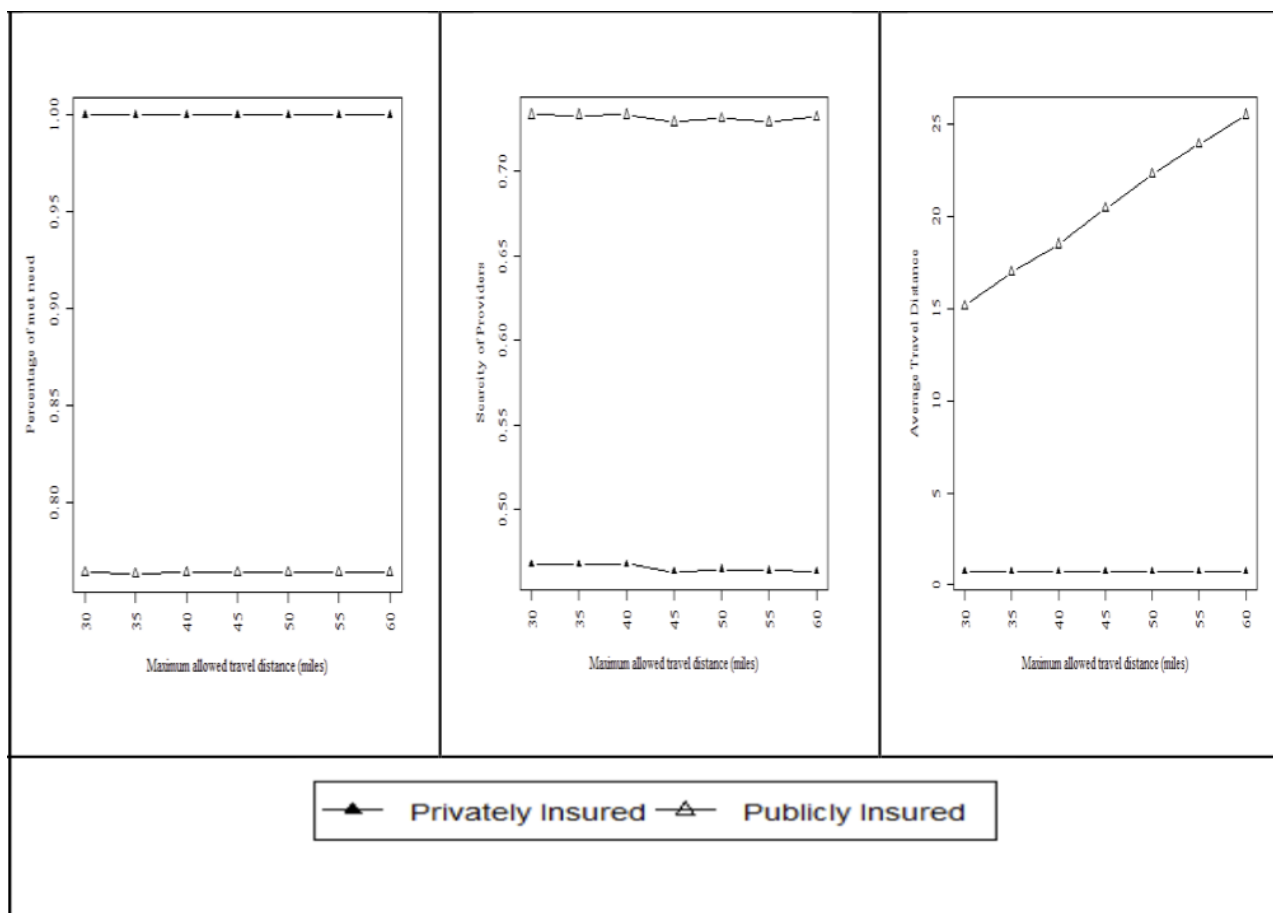 Percentage of met need
1.00
0.95
0.90
0.85
0.80
30 35 40 45 50 55 60
Maximum allowed travel distance (miles)
Scarcity of Providers
0.70
0.65
0.60
0.55
0.50
30 35 40 45 50 55 60
Maximum allowed travel distance (miles)
Average Travel Distance
25
20
15
10
5
0
30 35 40 45 50 55 60
Maximum allowed travel distance (miles)
Privately Insured Publicly Insured